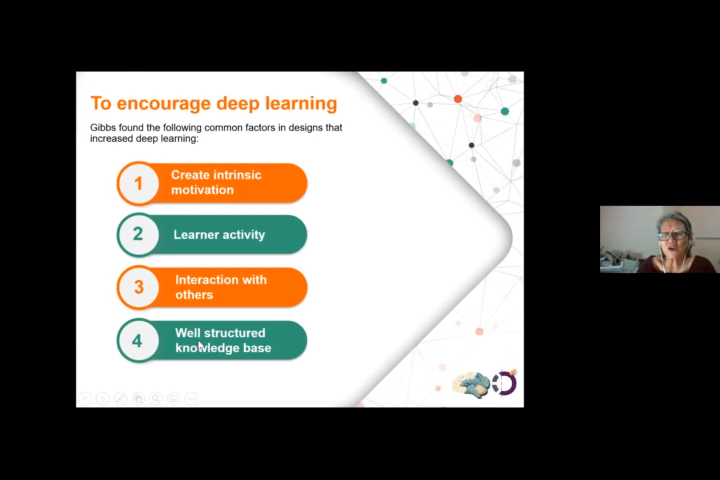 To encourage deep learning
Gibbs found the following common factors in designs that
increased deep learning:
1
Create intrinsic
motivation
2
Learner activity
3
Interaction with
others
4
Well structured
knowledge base